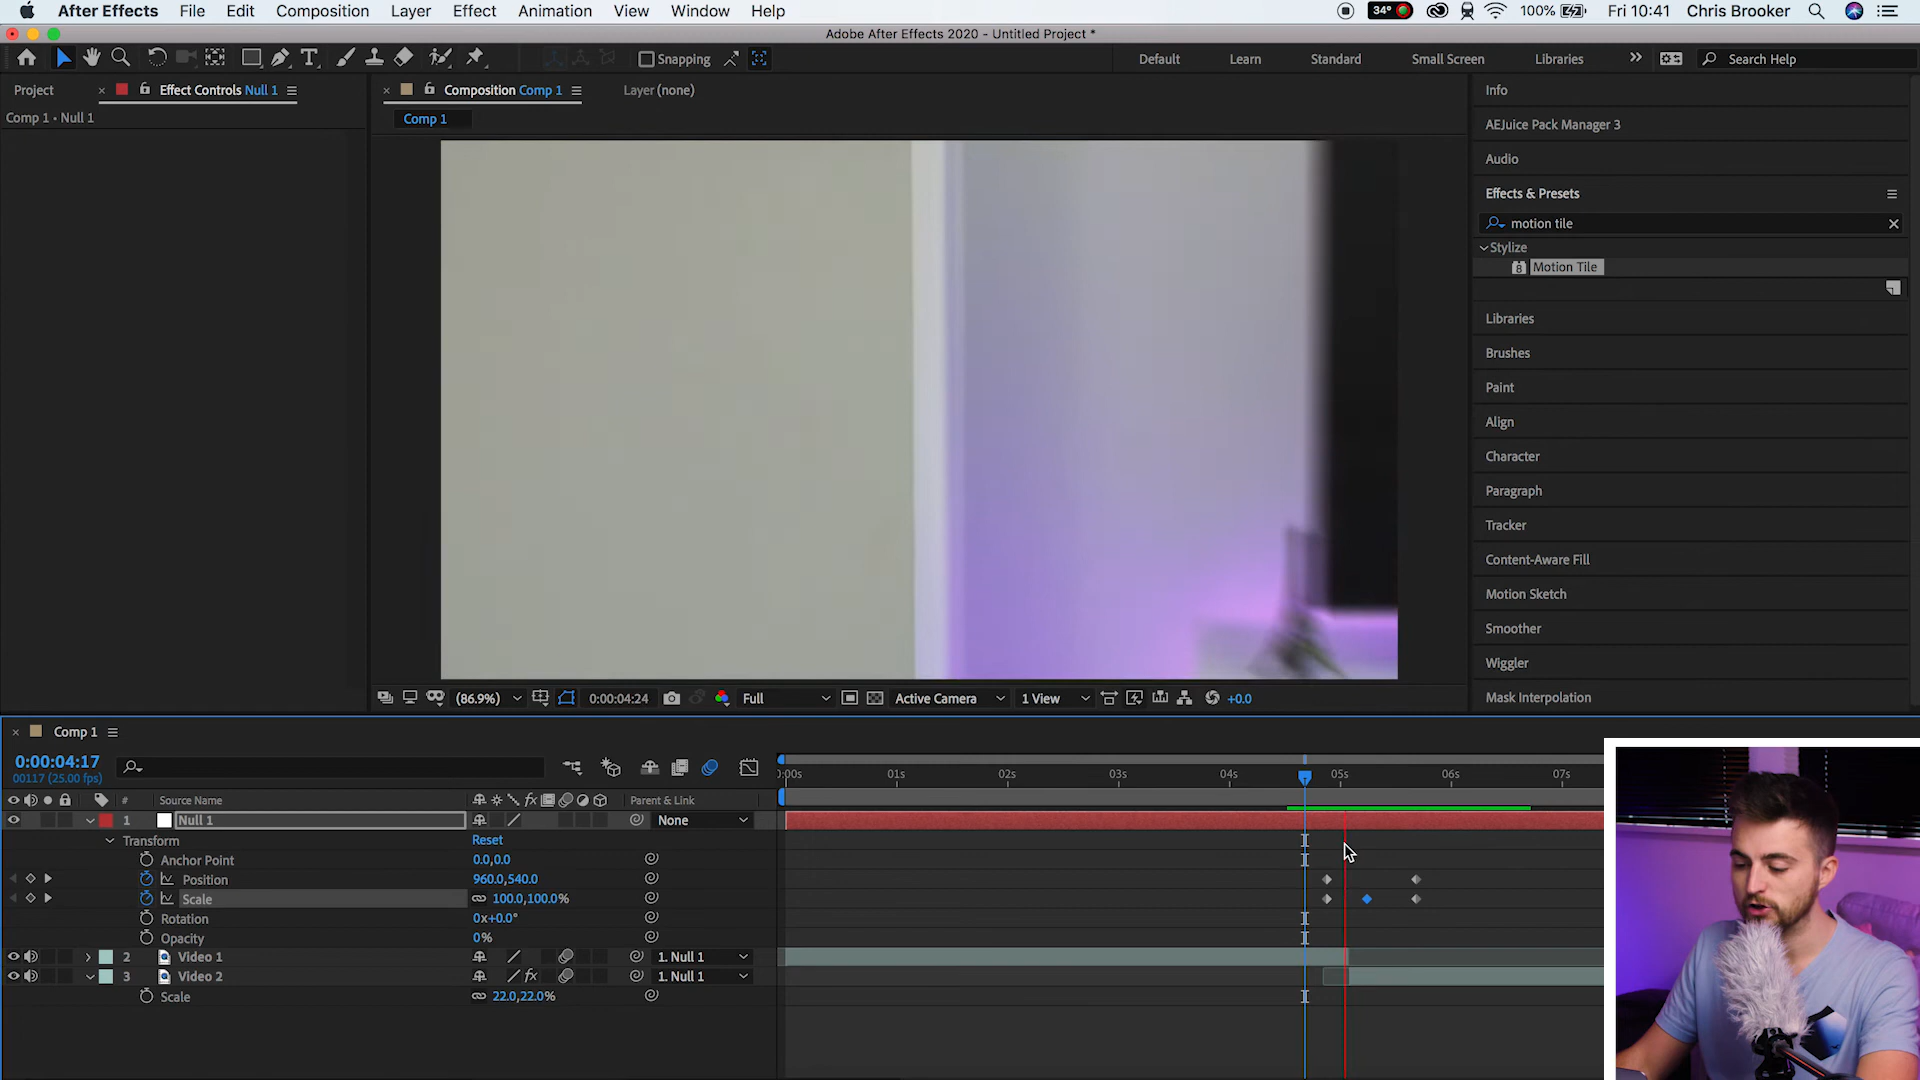 After Effects File Edit Composition Layer Effect Animation View Window Help 34° 100% Fri 10:41 Chris Brooker
Adobe After Effects 2020 - Untitled Project *
Snapping Default Learn Standard Small Screen Libraries Search Help
Project Effect Controls Null 1 Composition Comp 1 Layer (none) Info
Comp 1 • Null 1 Comp 1
AEJuice Pack Manager 3
Audio
Effects & Presets
motion tile
Stylize
8 Motion Tile
Libraries
Brushes
Paint
Align
Character
Paragraph
Tracker
Content-Aware Fill
Motion Sketch
Smoother
Wiggler
Mask Interpolation
(86.9%) 0:00:04:24 Full Active Camera 1 View +0.0
Comp 1
0:00:04:17
00117 (25.00 fps)
:00s 01s 02s 03s 04s 05s 06s 07s
# Source Name fx Parent & Link
1 Null 1 None
Transform Reset
Anchor Point 0.0,0.0
Position 960.0,540.0
Scale 100.0,100.0%
Rotation 0x+0.0°
Opacity 0%
2 Video 1 1. Null 1
3 Video 2 fx 1. Null 1
Scale 22.0,22.0%